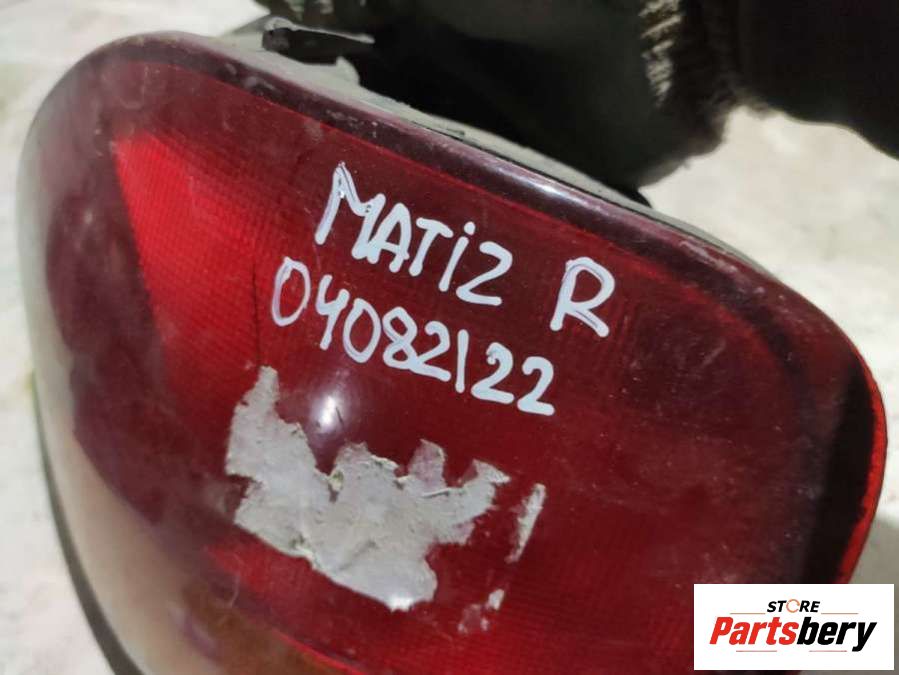 MATIZ R
04082122
STORE
Partsbery